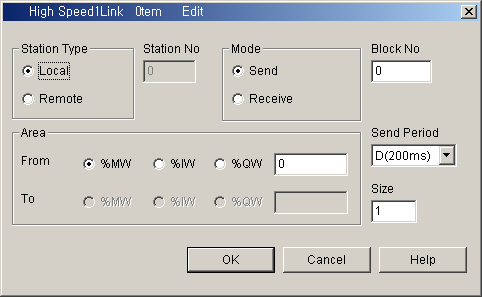 High Speed1Link 0tem Edit
Station Type
Station No
Mode
Block No
Local
0
Send
0
Remote
Receive
Area
Send Period
From
%MW
%IW
%QW
0
D(200ms)
To
%MW
%IW
%QW
Size
1
OK
Cancel
Help